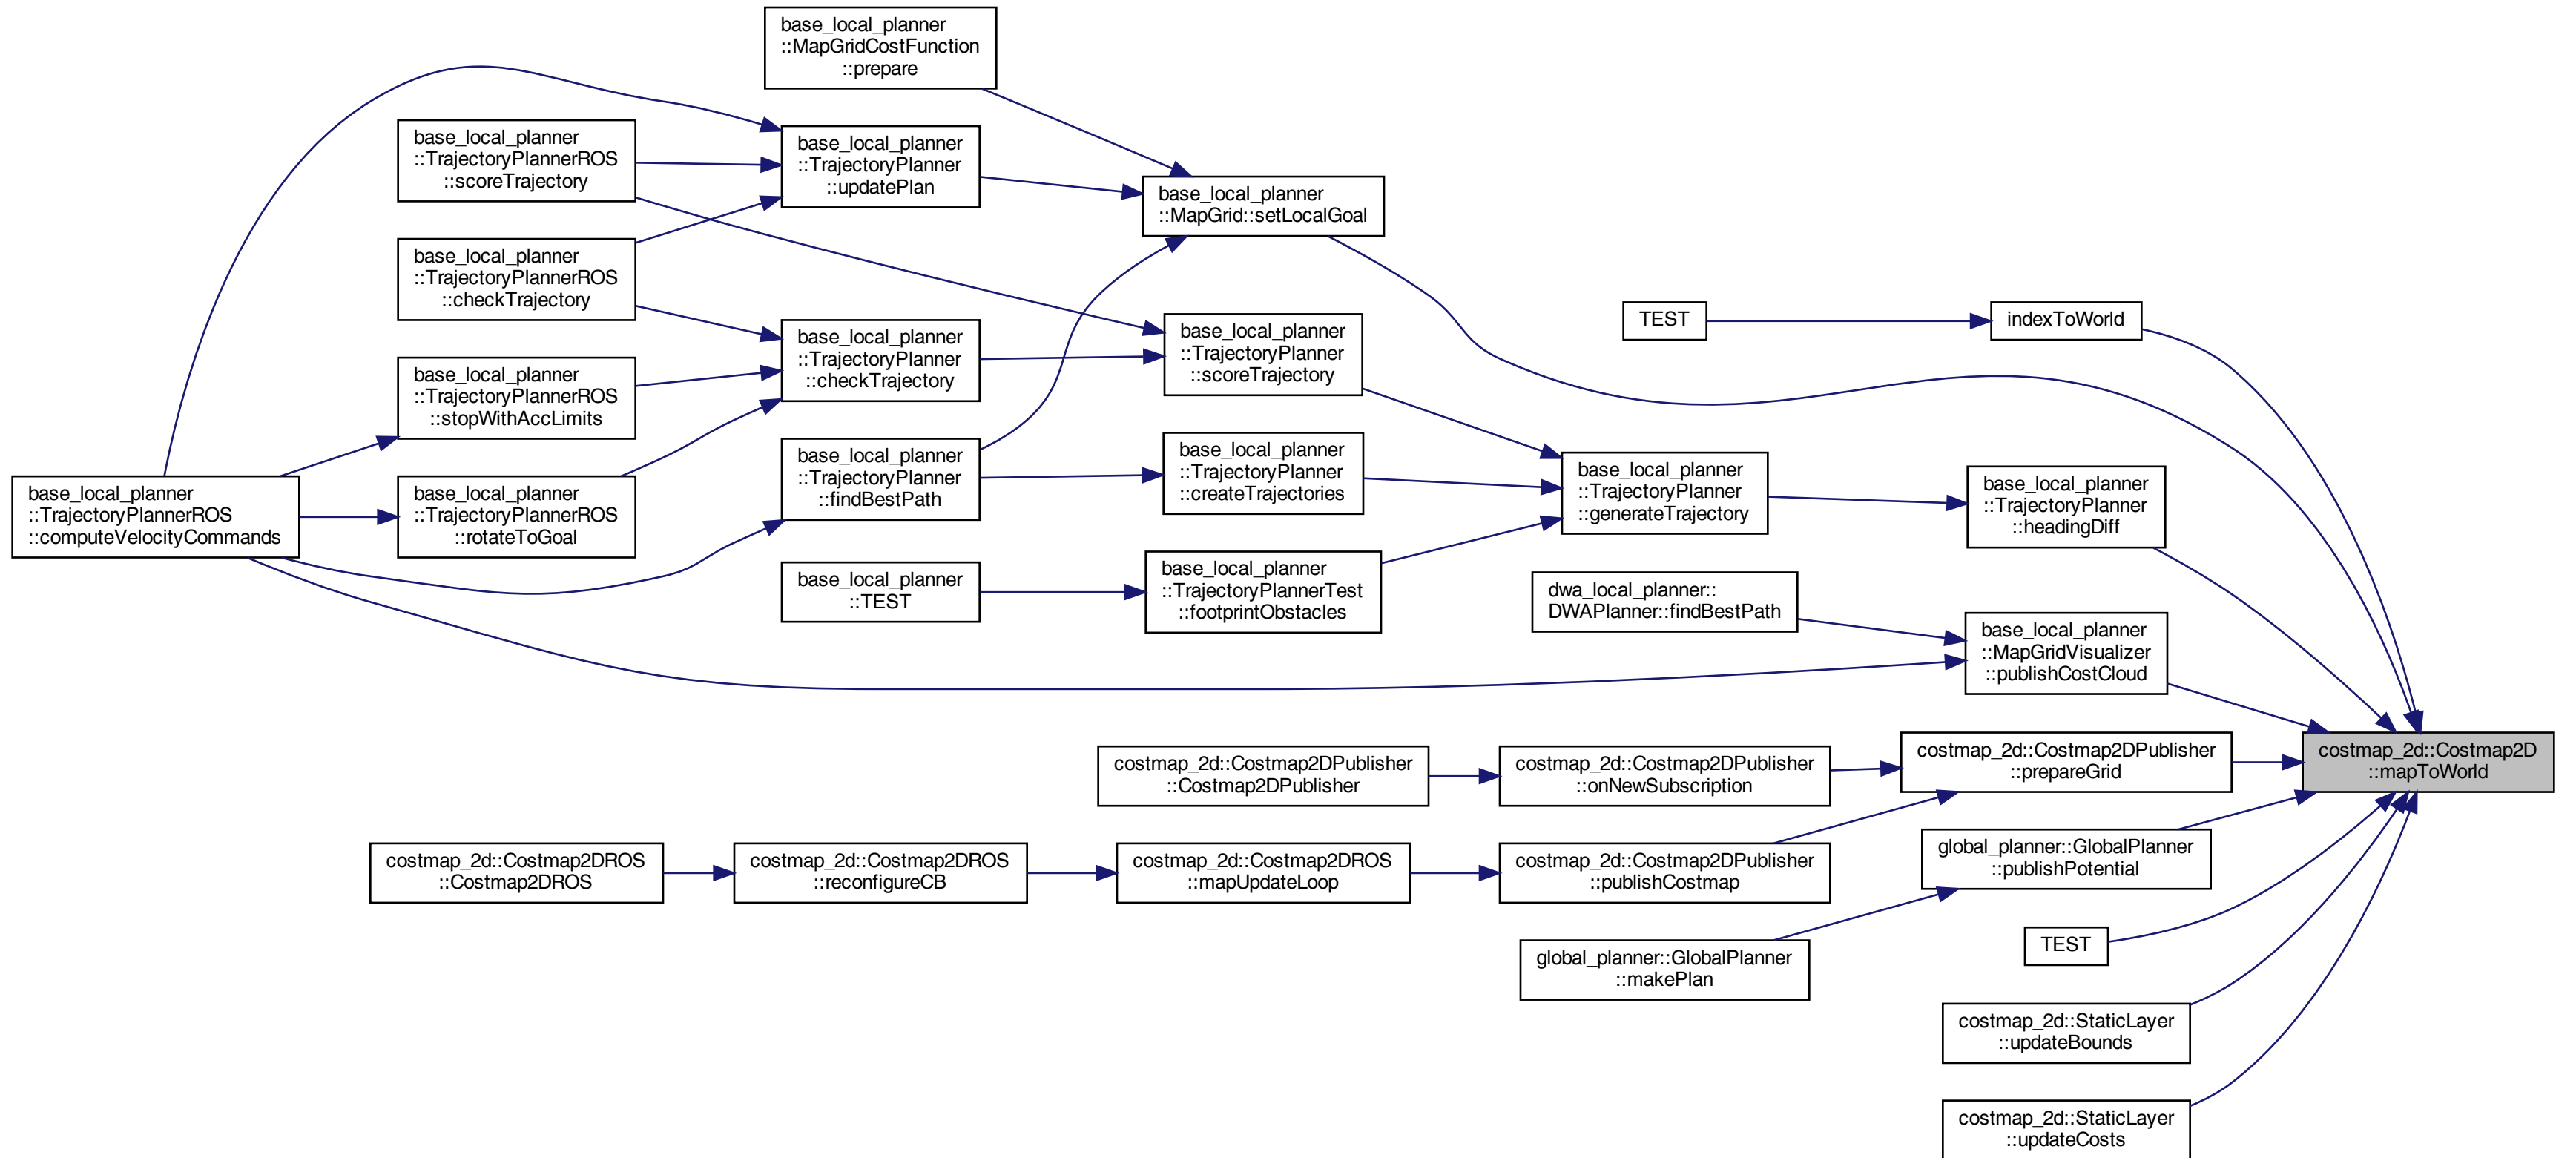 base_local_planner
::MapGridCostFunction
::prepare
base_local_planner
::TrajectoryPlannerROS
::scoreTrajectory
base_local_planner
::TrajectoryPlanner
::updatePlan
base_local_planner
::MapGrid::setLocalGoal
base_local_planner
::TrajectoryPlannerROS
::checkTrajectory
base_local_planner
::TrajectoryPlanner
::checkTrajectory
base_local_planner
::TrajectoryPlanner
::scoreTrajectory
TEST
indexToWorld
base_local_planner
::TrajectoryPlannerROS
::stopWithAccLimits
base_local_planner
::TrajectoryPlanner
::findBestPath
base_local_planner
::TrajectoryPlanner
::createTrajectories
base_local_planner
::TrajectoryPlanner
::generateTrajectory
base_local_planner
::TrajectoryPlanner
::headingDiff
base_local_planner
::TrajectoryPlannerROS
::computeVelocityCommands
base_local_planner
::TrajectoryPlannerROS
::rotateToGoal
base_local_planner
::TEST
base_local_planner
::TrajectoryPlannerTest
::footprintObstacles
dwa_local_planner::
DWAPlanner::findBestPath
base_local_planner
::MapGridVisualizer
::publishCostCloud
costmap_2d::Costmap2DPublisher
::Costmap2DPublisher
costmap_2d::Costmap2DPublisher
::onNewSubscription
costmap_2d::Costmap2DPublisher
::prepareGrid
costmap_2d::Costmap2D
::mapToWorld
costmap_2d::Costmap2DROS
::Costmap2DROS
costmap_2d::Costmap2DROS
::reconfigureCB
costmap_2d::Costmap2DROS
::mapUpdateLoop
costmap_2d::Costmap2DPublisher
::publishCostmap
global_planner::GlobalPlanner
::publishPotential
global_planner::GlobalPlanner
::makePlan
TEST
costmap_2d::StaticLayer
::updateBounds
costmap_2d::StaticLayer
::updateCosts